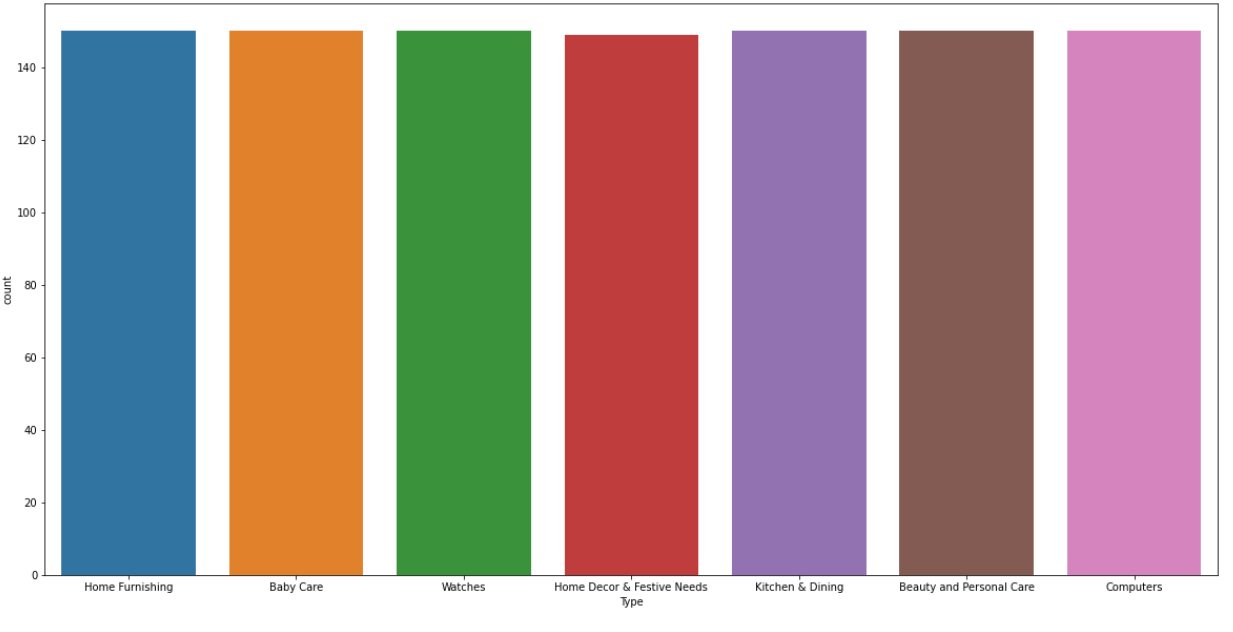 140
120
100
80
60
40
20
0
count
Home Furnishing
Baby Care
Watches
Home Decor & Festive Needs
Kitchen & Dining
Beauty and Personal Care
Computers
Type